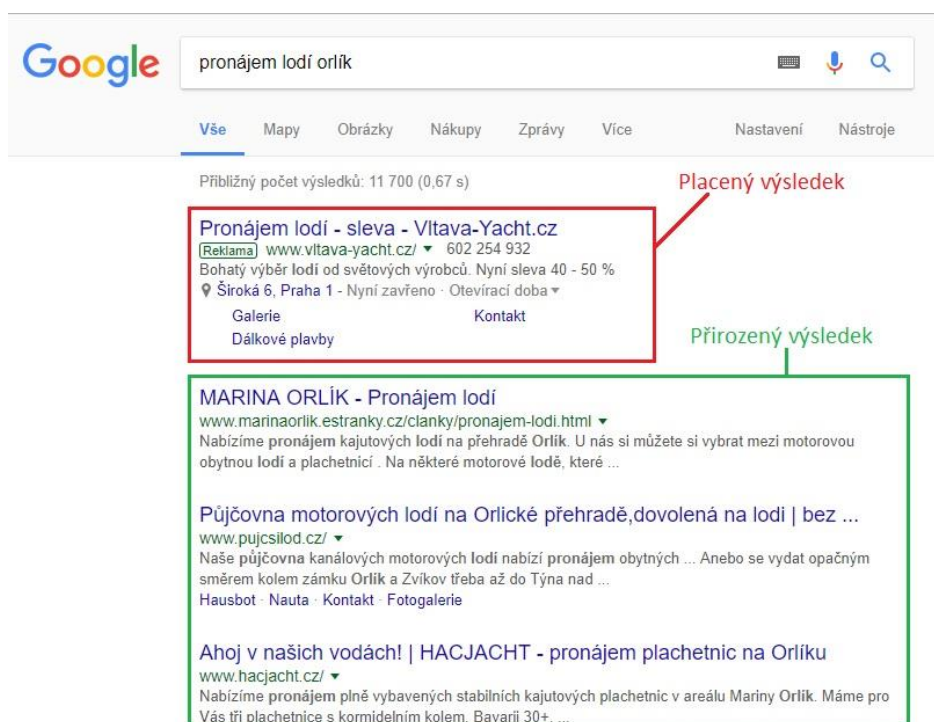 Google
pronájem lodí orlík
Vše Mapy Obrázky Nákupy Zprávy Více Nastavení Nástroje
Přibližný počet výsledků: 11 700 (0,67 s)
Placený výsledek
Pronájem lodí - sleva - Vltava-Yacht.cz
Reklama www.vltava-yacht.cz/ 602 254 932
Bohatý výběr lodí od světových výrobců. Nyní sleva 40 - 50 %
Široká 6, Praha 1 - Nyní zavřeno · Otevírací doba
Galerie Kontakt
Dálkové plavby
Přirozený výsledek
MARINA ORLÍK - Pronájem lodí
www.marinaorlik.estranky.cz/clanky/pronajem-lodi.html
Nabízíme pronájem kajutových lodí na přehradě Orlík. U nás si můžete si vybrat mezi motorovou
obytnou lodí a plachetnicí . Na některé motorové lodě, které ...
Půjčovna motorových lodí na Orlické přehradě,dovolená na lodi | bez ...
www.pujcsilod.cz/
Naše půjčovna kanálových motorových lodí nabízí pronájem obytných ... Anebo se vydat opačným
směrem kolem zámku Orlík a Zvíkov třeba až do Týna nad ...
Hausbot · Nauta · Kontakt · Fotogalerie
Ahoj v našich vodách! | HACJACHT - pronájem plachetnic na Orlíku
www.hacjacht.cz/
Nabízíme pronájem plně vybavených stabilních kajutových plachetnic v areálu Mariny Orlík. Máme pro
Vás tři plachetnice s kormidelním kolem, Bavarii 30+, ...